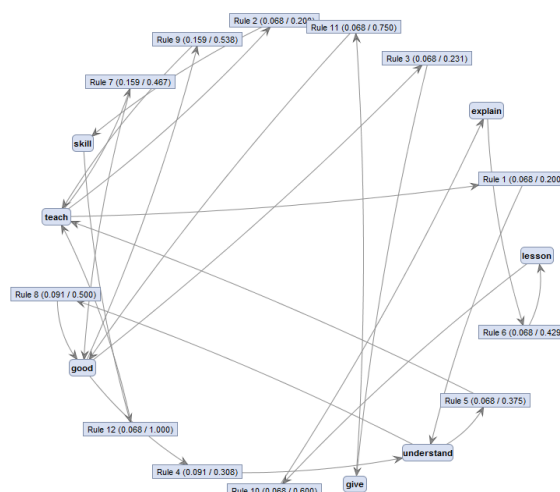 Rule 2 (0.068 / 0.200)
Rule 11 (0.068 / 0.750)
Rule 9 (0.159 / 0.538)
Rule 3 (0.068 / 0.231)
Rule 7 (0.159 / 0.467)
explain
skill
Rule 1 (0.068 / 0.200
teach
lesson
Rule 8 (0.091 / 0.500)
Rule 6 (0.068 / 0.429
good
Rule 5 (0.068 / 0.375)
Rule 12 (0.068 / 1.000)
understand
Rule 4 (0.091 / 0.308)
give
Rule 10 (0.068 / 0.600)